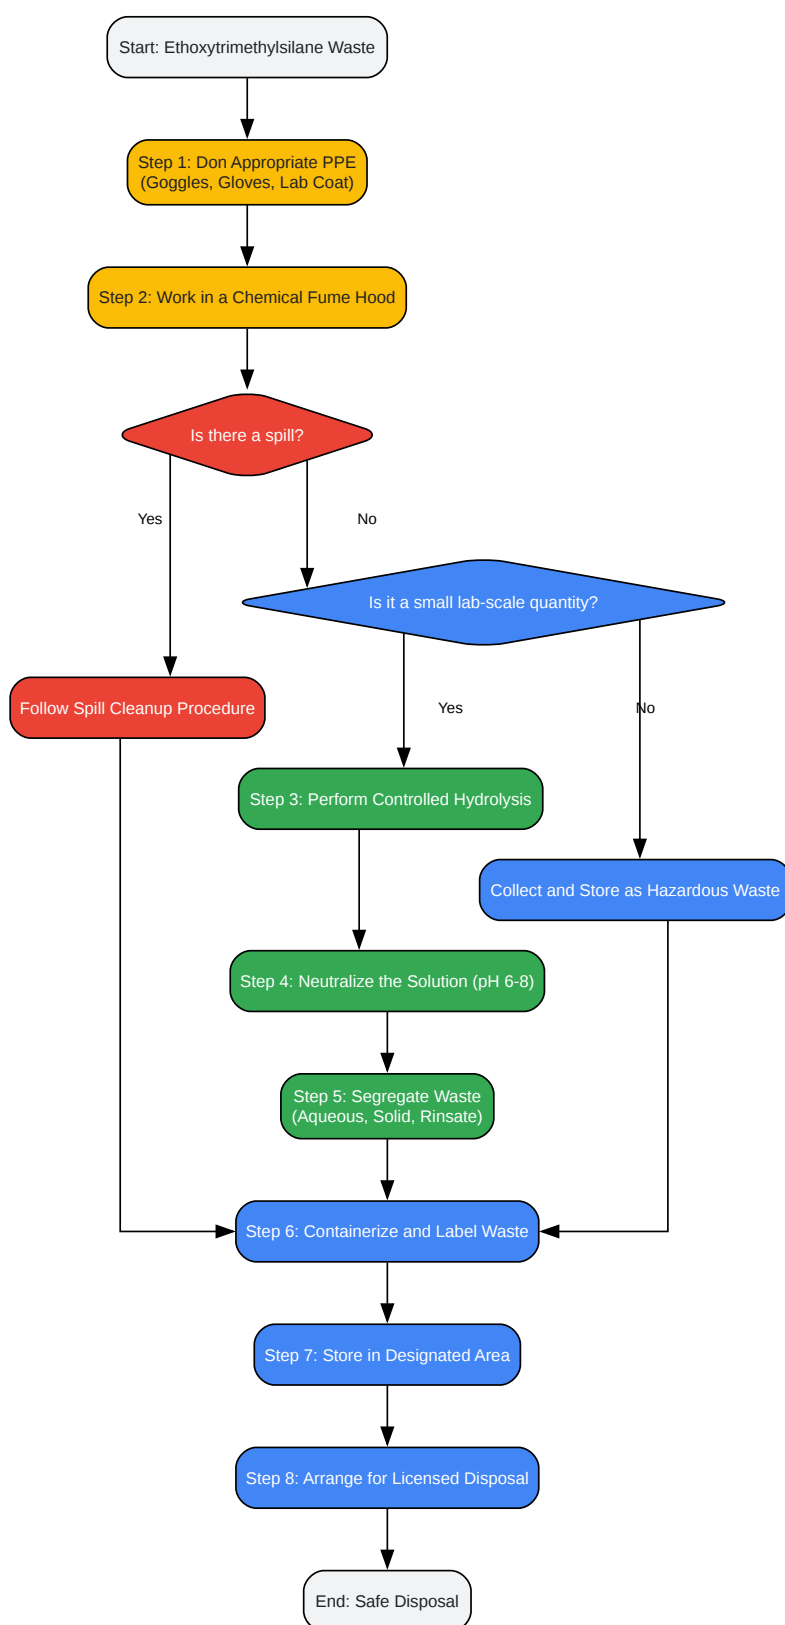 Start: Ethoxytrimethylsilane Waste
Step 1: Don Appropriate PPE
(Goggles, Gloves, Lab Coat)
Step 2: Work in a Chemical Fume Hood
Is there a spill?
Yes
No
Is it a small lab-scale quantity?
Follow Spill Cleanup Procedure
Yes
No
Step 3: Perform Controlled Hydrolysis
Collect and Store as Hazardous Waste
Step 4: Neutralize the Solution (pH 6-8)
Step 5: Segregate Waste
(Aqueous, Solid, Rinsate)
Step 6: Containerize and Label Waste
Step 7: Store in Designated Area
Step 8: Arrange for Licensed Disposal
End: Safe Disposal